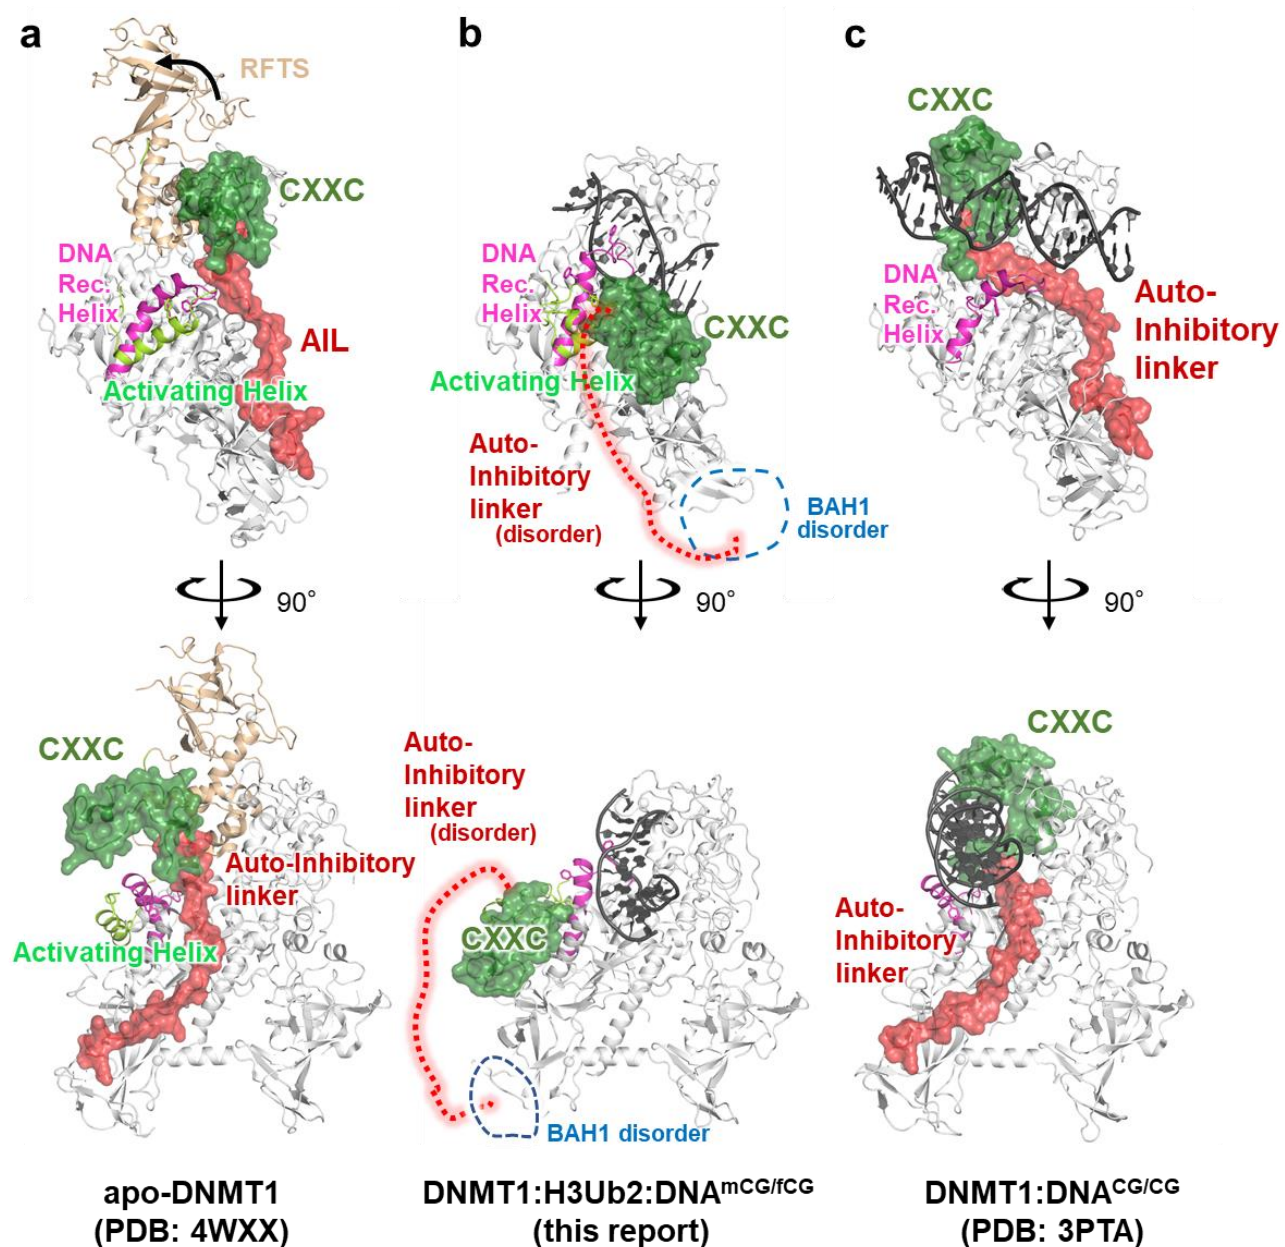 a
RFTS
CXXC
DNA
Rec.
Helix
AIL
Activating Helix
90°
CXXC
Auto-Inhibitory
linker
Activating Helix
apo-DNMT1
(PDB: 4WXX)
b
DNA
Rec.
Helix
CXXC
Activating Helix
Auto-
Inhibitory
linker
(disorder)
BAH1
disorder
90°
Auto-
Inhibitory
linker
(disorder)
CXXC
BAH1 disorder
DNMT1:H3Ub2:DNAmCG/fCG
(this report)
c
CXXC
DNA
Rec.
Helix
Auto-
Inhibitory
linker
90°
CXXC
Auto-
Inhibitory
linker
DNMT1:DNACG/CG
(PDB: 3PTA)